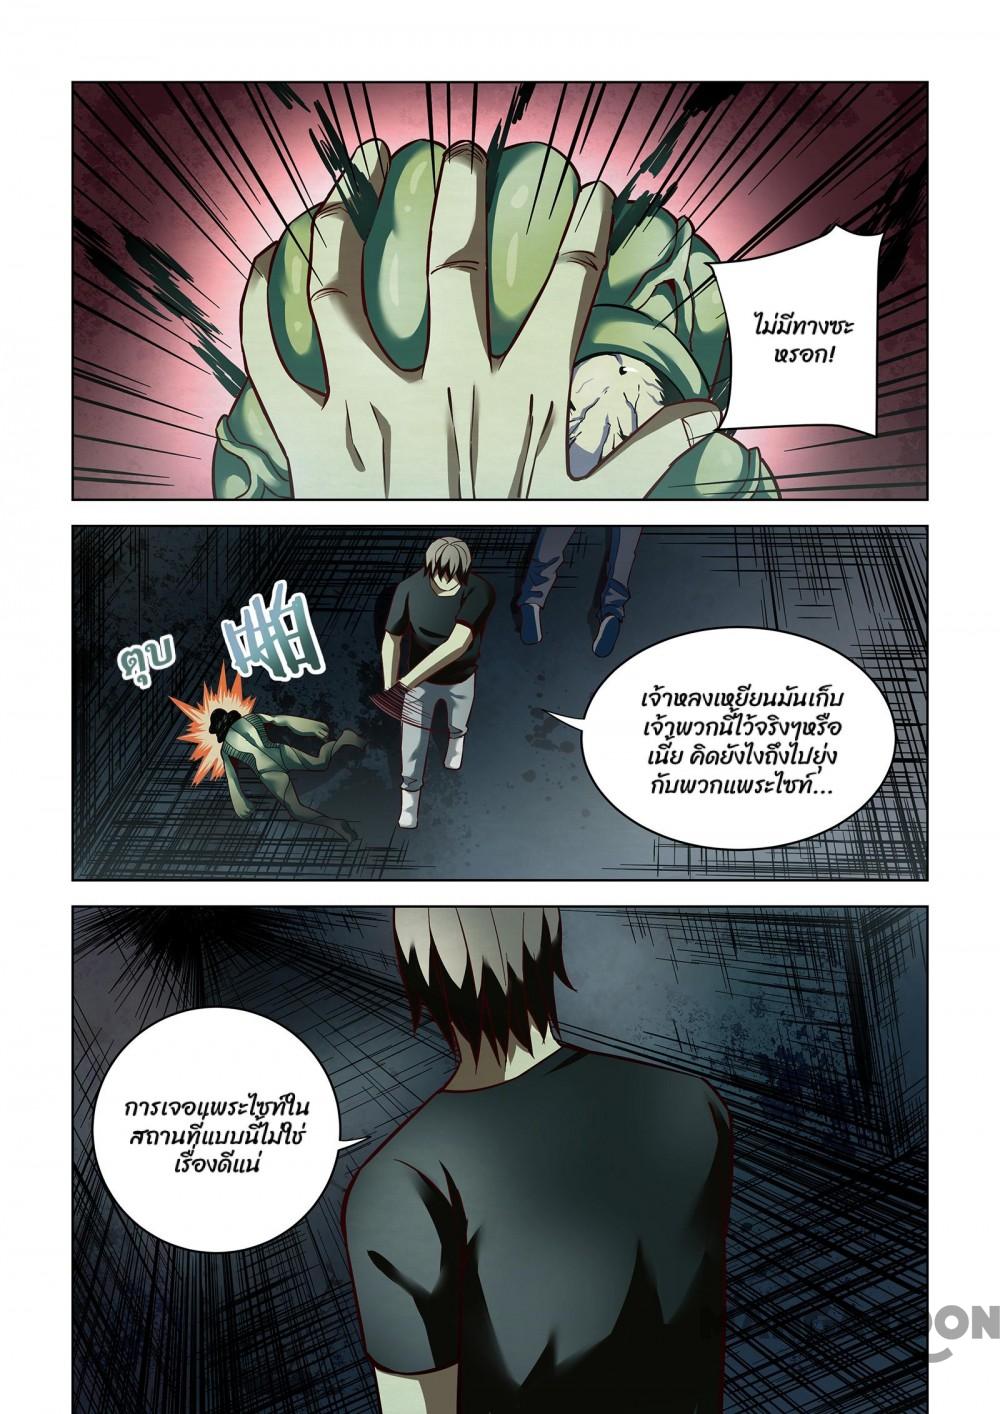 ไม่มีทางซะ
หรอก!
ตุบ
啪
เจ้าหลงเหยียนมันเก็บ
เจ้าพวกนี้ไว้จริงๆหรือ
เนี้ย คิดยังไงถึงไปยุ่ง
กับพวกแพระไซท์...
การเจอแพระไซท์ใน
สถานที่แบบนี้ไม่ใช่
เรื่องดีแน่